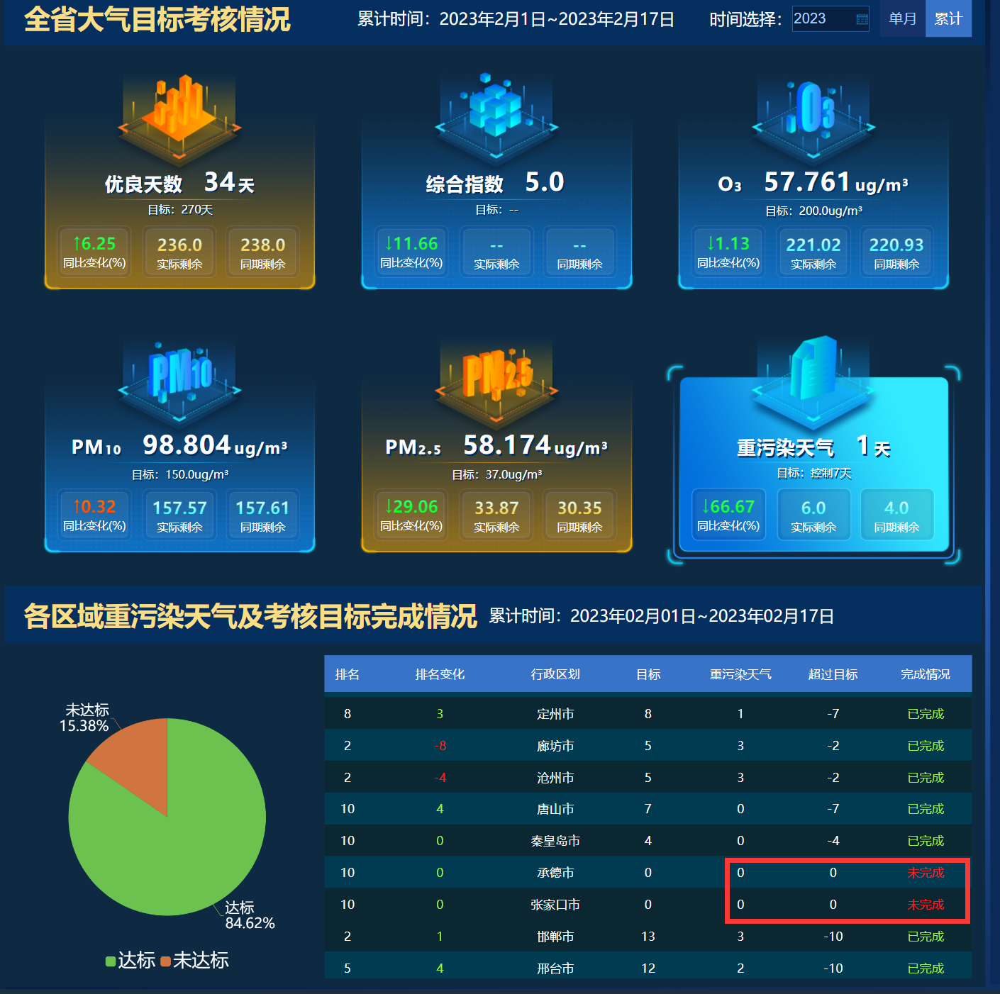 全省大气目标考核情况 累计时间：2023年2月1日~2023年2月17日 时间选择： 2023 单月 累计
优良天数 34天
目标：270天
↑6.25 236.0 238.0
同比变化(%) 实际剩余 同期剩余
综合指数 5.0
目标：--
↓11.66 -- --
同比变化(%) 实际剩余 同期剩余
O3
O₃ 57.761ug/m³
目标：200.0ug/m³
↓1.13 221.02 220.93
同比变化(%) 实际剩余 同期剩余
PM10
PM₁₀ 98.804ug/m³
目标：150.0ug/m³
↑0.32 157.57 157.61
同比变化(%) 实际剩余 同期剩余
PM2.5
PM₂.₅ 58.174ug/m³
目标：37.0ug/m³
↓29.06 33.87 30.35
同比变化(%) 实际剩余 同期剩余
重污染天气 1天
目标：控制7天
↓66.67 6.0 4.0
同比变化(%) 实际剩余 同期剩余
各区域重污染天气及考核目标完成情况 累计时间：2023年02月01日~2023年02月17日
未达标
15.38%
达标
84.62%
达标 未达标
排名 排名变化 行政区划 目标 重污染天气 超过目标 完成情况
8 3 定州市 8 1 -7 已完成
2 -8 廊坊市 5 3 -2 已完成
2 -4 沧州市 5 3 -2 已完成
10 4 唐山市 7 0 -7 已完成
10 0 秦皇岛市 4 0 -4 已完成
10 0 承德市 0 0 0 未完成
10 0 张家口市 0 0 0 未完成
2 1 邯郸市 13 3 -10 已完成
5 4 邢台市 12 2 -10 已完成